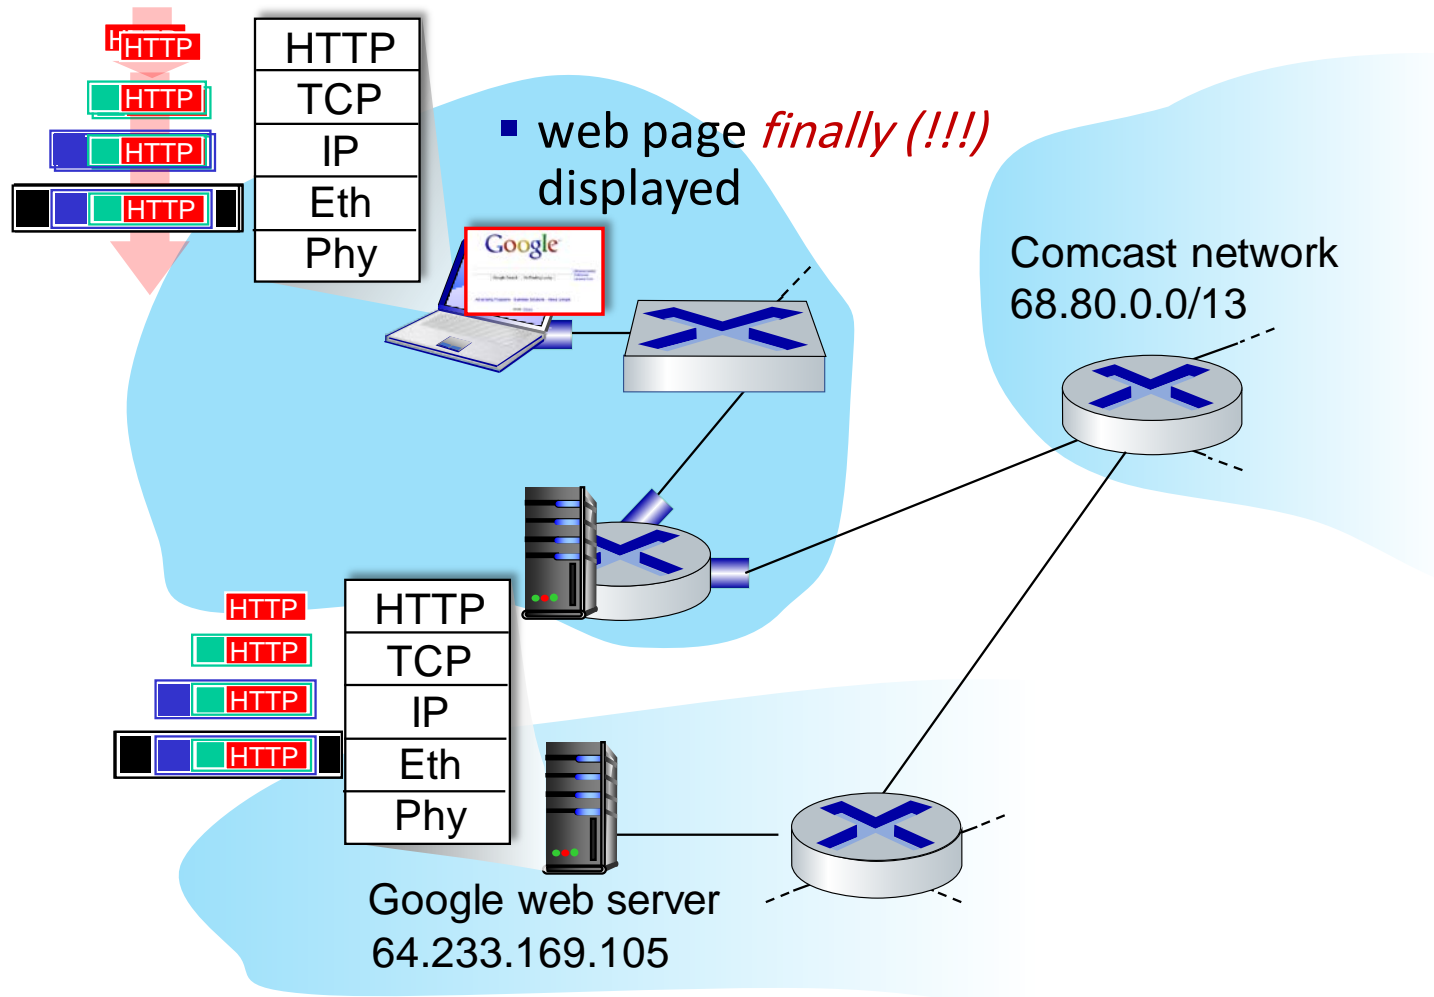 HTTP
HTTP
HTTP
HTTP
HTTP
HTTP
TCP
IP
Eth
Phy
▪ web page finally (!!!)
displayed
Google
Comcast network
68.80.0.0/13
HTTP
HTTP
HTTP
HTTP
HTTP
TCP
IP
Eth
Phy
Google web server
64.233.169.105